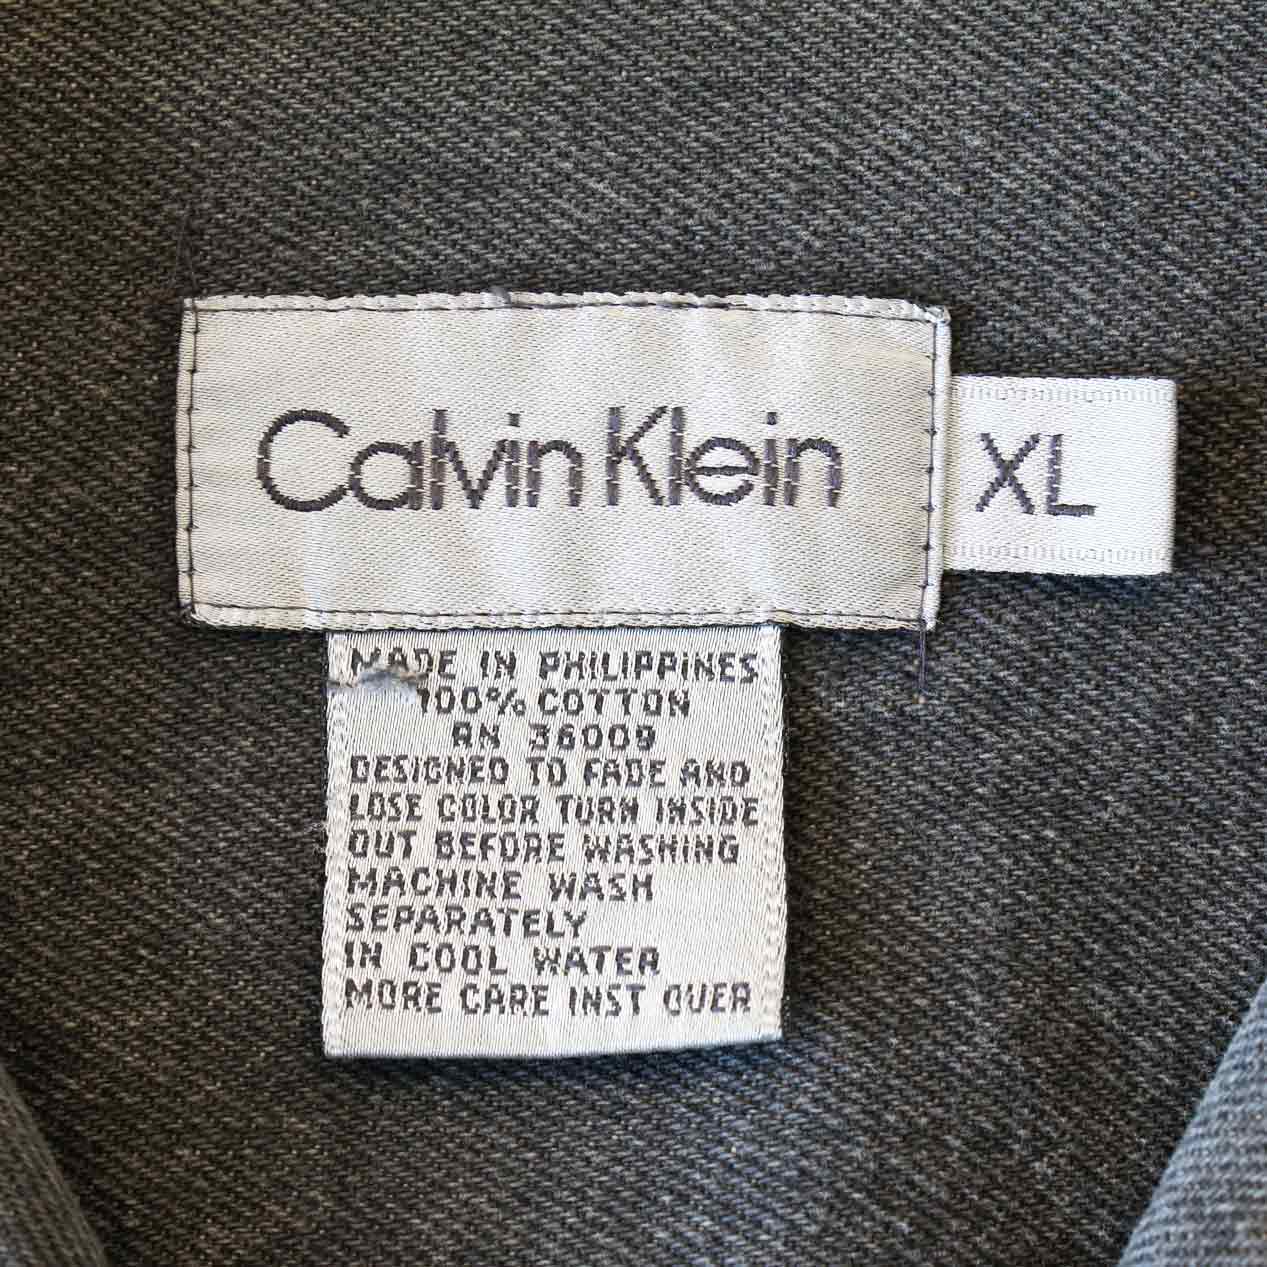 Calvin Klein
XL
MADE IN PHILIPPINES
100% COTTON
RN 36009
DESIGNED TO FADE AND
LOSE COLOR TURN INSIDE
OUT BEFORE WASHING
MACHINE WASH
SEPARATELY
IN COOL WATER
MORE CARE INST OVER